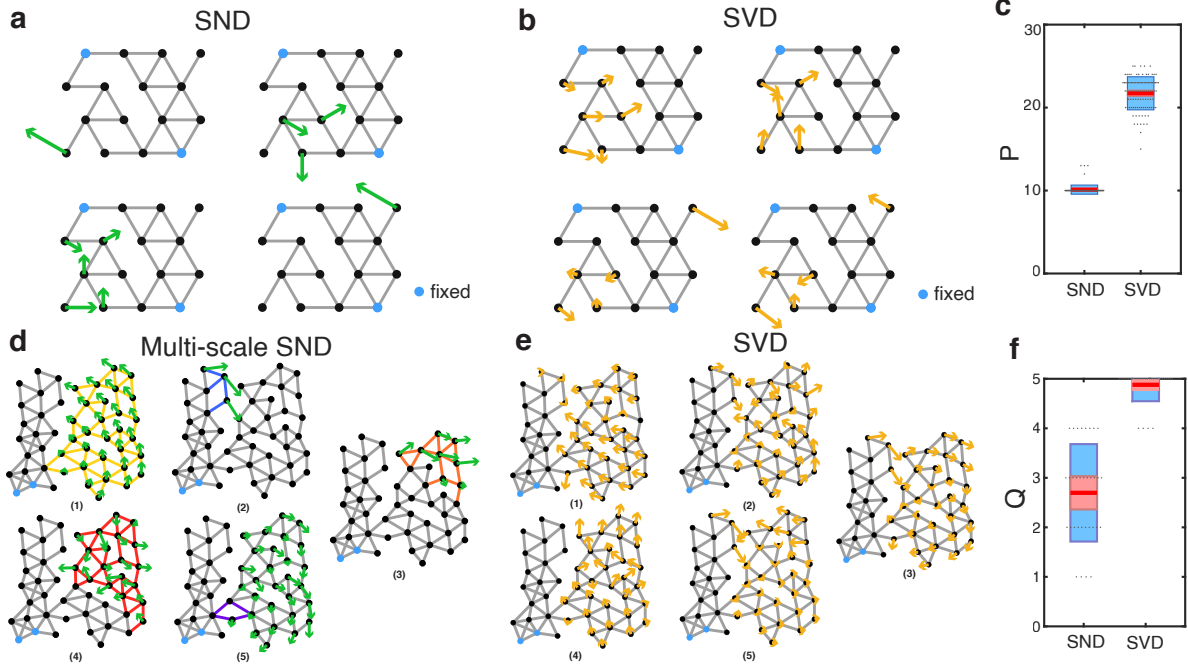 a
SND
fixed
b
SVD
fixed
c
30
20
10
0
P
SND
SVD
d
Multi-scale SND
(1)
(2)
(3)
(4)
(5)
e
SVD
(1)
(2)
(3)
(4)
(5)
f
5
4
3
2
1
0
Q
SND
SVD